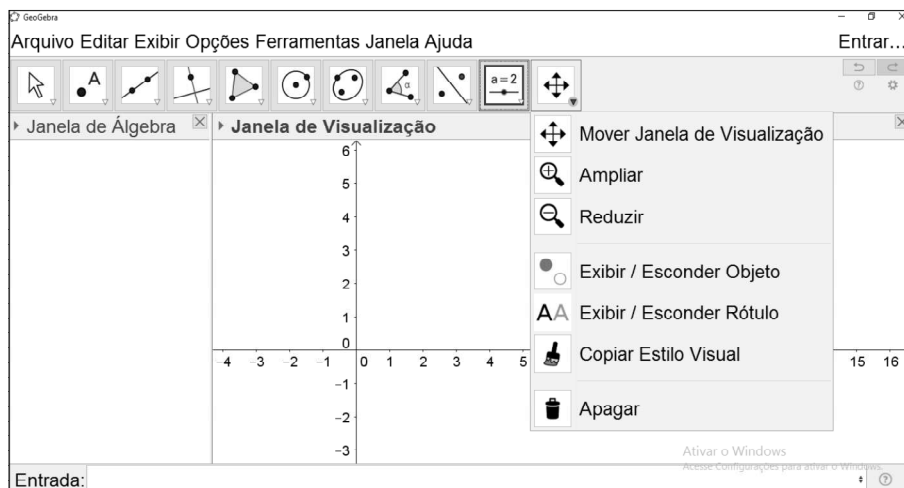 GeoGebra
Arquivo Editar Exibir Opções Ferramentas Janela Ajuda Entrar...
A α a = 2
Janela de Álgebra Janela de Visualização
Mover Janela de Visualização
Ampliar
Reduzir
Exibir / Esconder Objeto
AA Exibir / Esconder Rótulo
Copiar Estilo Visual
Apagar
6
5
4
3
2
1
0
-4 -3 -2 -1 0 1 2 3 4 5 15 16
-1
-2
-3
Ativar o Windows
Acesse Configurações para ativar o Windows.
Entrada: